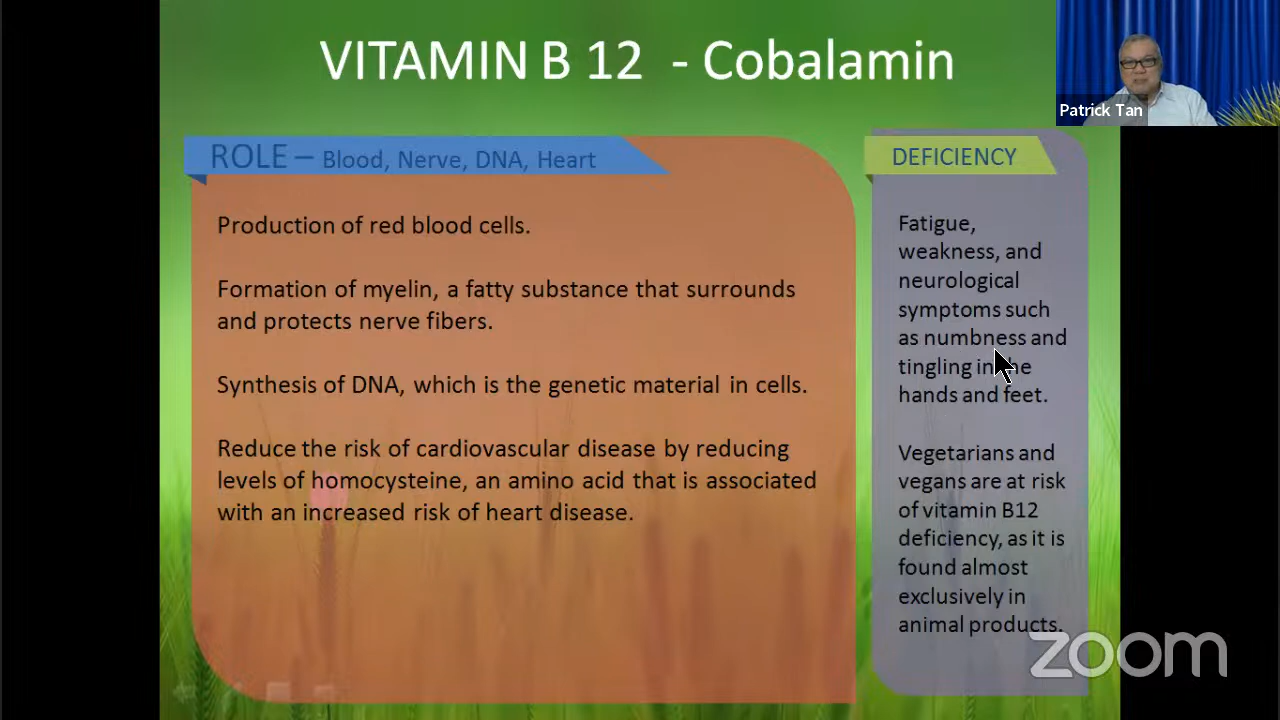 VITAMIN B 12 - Cobalamin
Patrick Tan
ROLE – Blood, Nerve, DNA, Heart
Production of red blood cells.
Formation of myelin, a fatty substance that surrounds
and protects nerve fibers.
Synthesis of DNA, which is the genetic material in cells.
Reduce the risk of cardiovascular disease by reducing
levels of homocysteine, an amino acid that is associated
with an increased risk of heart disease.
DEFICIENCY
Fatigue,
weakness, and
neurological
symptoms such
as numbness and
tingling in the
hands and feet.
Vegetarians and
vegans are at risk
of vitamin B12
deficiency, as it is
found almost
exclusively in
animal products.
zoom